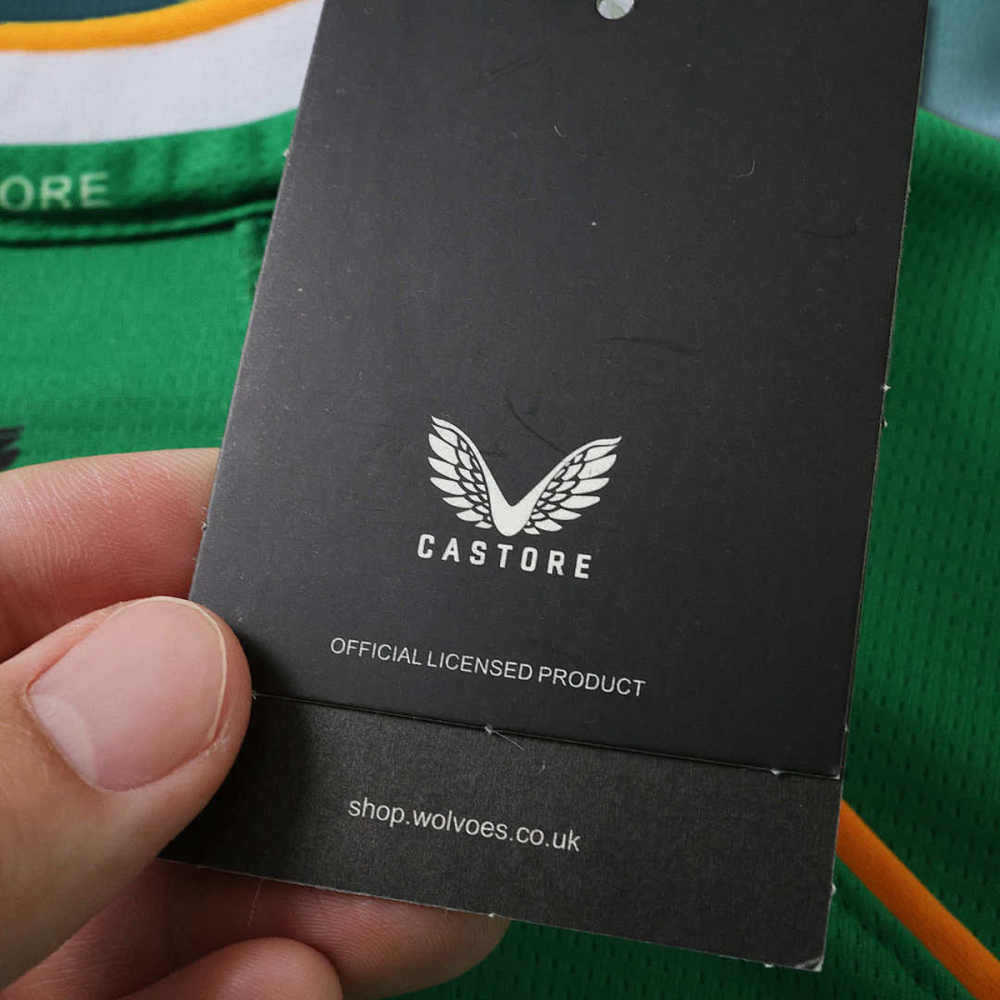 ORE
CASTORE
OFFICIAL LICENSED PRODUCT
shop.wolvoes.co.uk